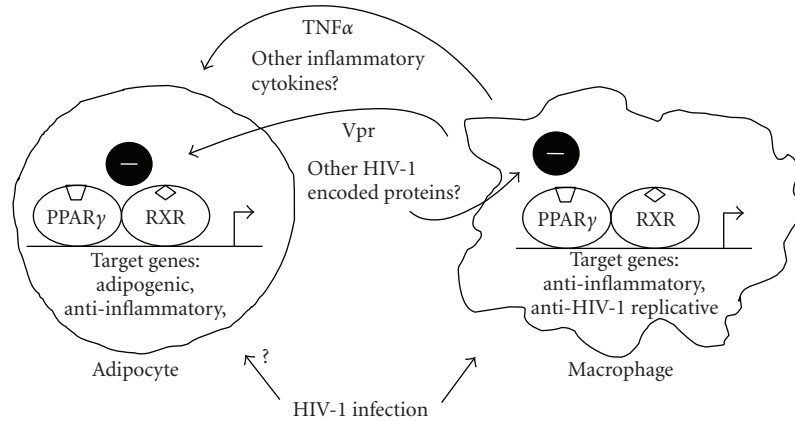 TNFα
Other inflammatory
cytokines?
Vpr
Other HIV-1
encoded proteins?
—
PPARγ
RXR
Target genes:
adipogenic,
anti-inflammatory,
Adipocyte
—
PPARγ
RXR
Target genes:
anti-inflammatory,
anti-HIV-1 replicative
Macrophage
?
HIV-1 infection